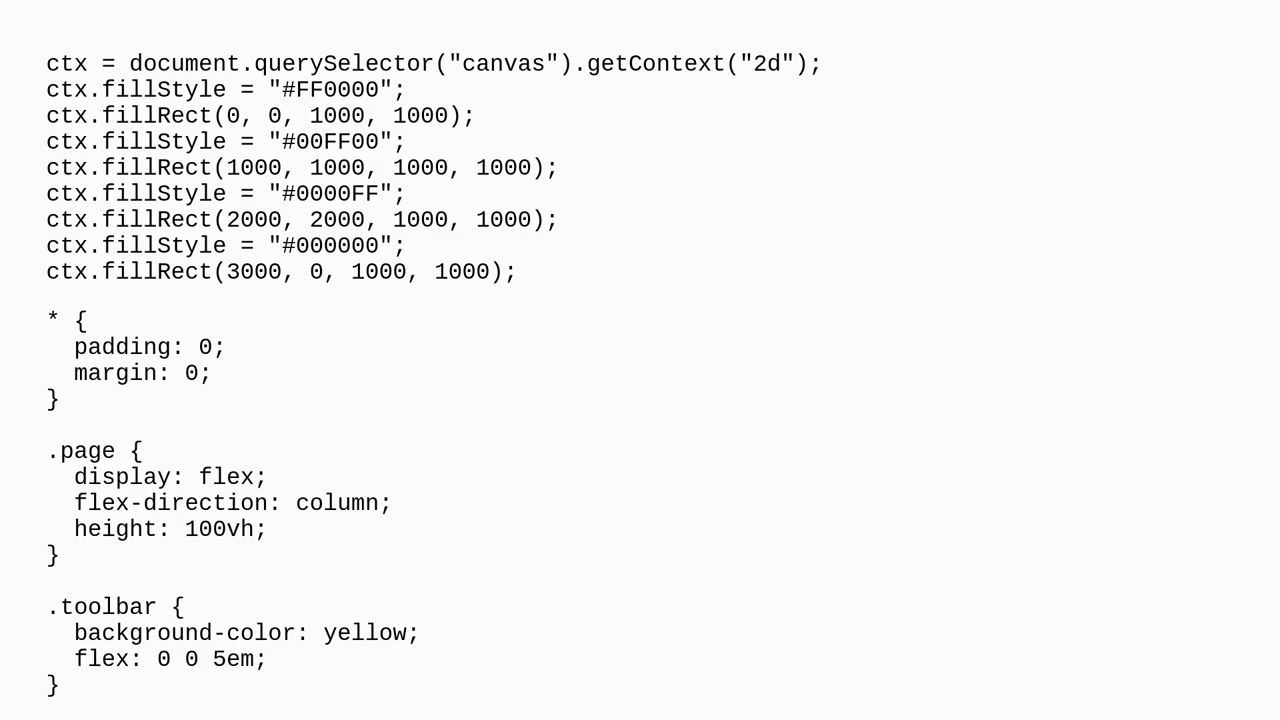 ctx = document.querySelector("canvas").getContext("2d");
ctx.fillStyle = "#FF0000";
ctx.fillRect(0, 0, 1000, 1000);
ctx.fillStyle = "#00FF00";
ctx.fillRect(1000, 1000, 1000, 1000);
ctx.fillStyle = "#0000FF";
ctx.fillRect(2000, 2000, 1000, 1000);
ctx.fillStyle = "#000000";
ctx.fillRect(3000, 0, 1000, 1000);

* {
  padding: 0;
  margin: 0;
}

.page {
  display: flex;
  flex-direction: column;
  height: 100vh;
}

.toolbar {
  background-color: yellow;
  flex: 0 0 5em;
}